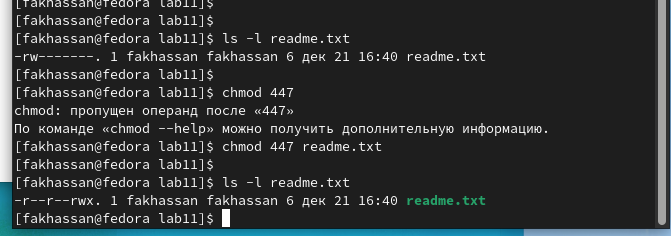 [fakhassan@fedora lab11]$
[fakhassan@fedora lab11]$
[fakhassan@fedora lab11]$ ls -l readme.txt
-rw-------. 1 fakhassan fakhassan 6 дек 21 16:40 readme.txt
[fakhassan@fedora lab11]$
[fakhassan@fedora lab11]$ chmod 447
chmod: пропущен операнд после «447»
По команде «chmod --help» можно получить дополнительную информацию.
[fakhassan@fedora lab11]$ chmod 447 readme.txt
[fakhassan@fedora lab11]$
[fakhassan@fedora lab11]$ ls -l readme.txt
-r--r--rwx. 1 fakhassan fakhassan 6 дек 21 16:40 readme.txt
[fakhassan@fedora lab11]$